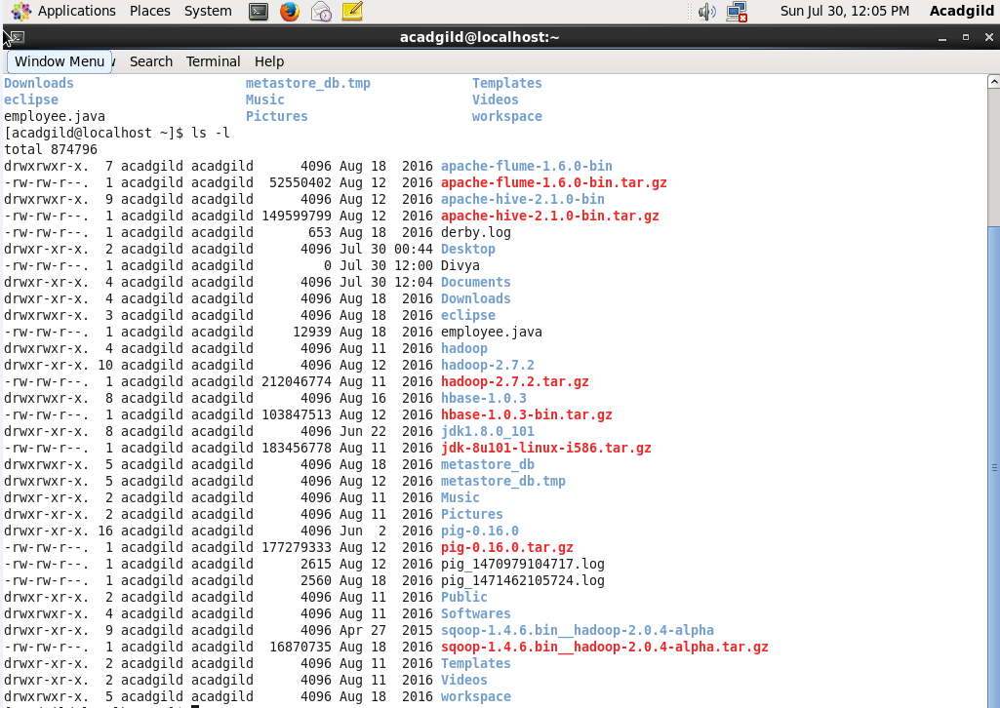 Applications Places System Sun Jul 30, 12:05 PM Acadgild
acadgild@localhost:~
Window Menu Search Terminal Help
Downloads metastore_db.tmp Templates
eclipse Music Videos
employee.java Pictures workspace
[acadgild@localhost ~]$ ls -l
total 874796
drwxrwxr-x. 7 acadgild acadgild 4096 Aug 18 2016 apache-flume-1.6.0-bin
-rw-rw-r--. 1 acadgild acadgild 52550402 Aug 12 2016 apache-flume-1.6.0-bin.tar.gz
drwxrwxr-x. 9 acadgild acadgild 4096 Aug 12 2016 apache-hive-2.1.0-bin
-rw-rw-r--. 1 acadgild acadgild 149599799 Aug 12 2016 apache-hive-2.1.0-bin.tar.gz
-rw-rw-r--. 1 acadgild acadgild 653 Aug 18 2016 derby.log
drwxr-xr-x. 2 acadgild acadgild 4096 Jul 30 00:44 Desktop
-rw-rw-r--. 1 acadgild acadgild 0 Jul 30 12:00 Divya
drwxr-xr-x. 4 acadgild acadgild 4096 Jul 30 12:04 Documents
drwxr-xr-x. 4 acadgild acadgild 4096 Aug 18 2016 Downloads
drwxrwxr-x. 3 acadgild acadgild 4096 Aug 18 2016 eclipse
-rw-rw-r--. 1 acadgild acadgild 12939 Aug 18 2016 employee.java
drwxrwxr-x. 4 acadgild acadgild 4096 Aug 11 2016 hadoop
drwxr-xr-x. 10 acadgild acadgild 4096 Aug 12 2016 hadoop-2.7.2
-rw-rw-r--. 1 acadgild acadgild 212046774 Aug 11 2016 hadoop-2.7.2.tar.gz
drwxrwxr-x. 8 acadgild acadgild 4096 Aug 16 2016 hbase-1.0.3
-rw-rw-r--. 1 acadgild acadgild 103847513 Aug 12 2016 hbase-1.0.3-bin.tar.gz
drwxr-xr-x. 8 acadgild acadgild 4096 Jun 22 2016 jdk1.8.0_101
-rw-rw-r--. 1 acadgild acadgild 183456778 Aug 11 2016 jdk-8u101-linux-i586.tar.gz
drwxrwxr-x. 5 acadgild acadgild 4096 Aug 18 2016 metastore_db
drwxrwxr-x. 5 acadgild acadgild 4096 Aug 12 2016 metastore_db.tmp
drwxr-xr-x. 2 acadgild acadgild 4096 Aug 11 2016 Music
drwxr-xr-x. 2 acadgild acadgild 4096 Aug 11 2016 Pictures
drwxr-xr-x. 16 acadgild acadgild 4096 Jun 2 2016 pig-0.16.0
-rw-rw-r--. 1 acadgild acadgild 177279333 Aug 12 2016 pig-0.16.0.tar.gz
-rw-rw-r--. 1 acadgild acadgild 2615 Aug 12 2016 pig_1470979104717.log
-rw-rw-r--. 1 acadgild acadgild 2560 Aug 18 2016 pig_1471462105724.log
drwxr-xr-x. 2 acadgild acadgild 4096 Aug 11 2016 Public
drwxrwxr-x. 4 acadgild acadgild 4096 Aug 11 2016 Softwares
drwxr-xr-x. 9 acadgild acadgild 4096 Apr 27 2015 sqoop-1.4.6.bin__hadoop-2.0.4-alpha
-rw-rw-r--. 1 acadgild acadgild 16870735 Aug 18 2016 sqoop-1.4.6.bin__hadoop-2.0.4-alpha.tar.gz
drwxr-xr-x. 2 acadgild acadgild 4096 Aug 11 2016 Templates
drwxr-xr-x. 2 acadgild acadgild 4096 Aug 11 2016 Videos
drwxrwxr-x. 5 acadgild acadgild 4096 Aug 18 2016 workspace